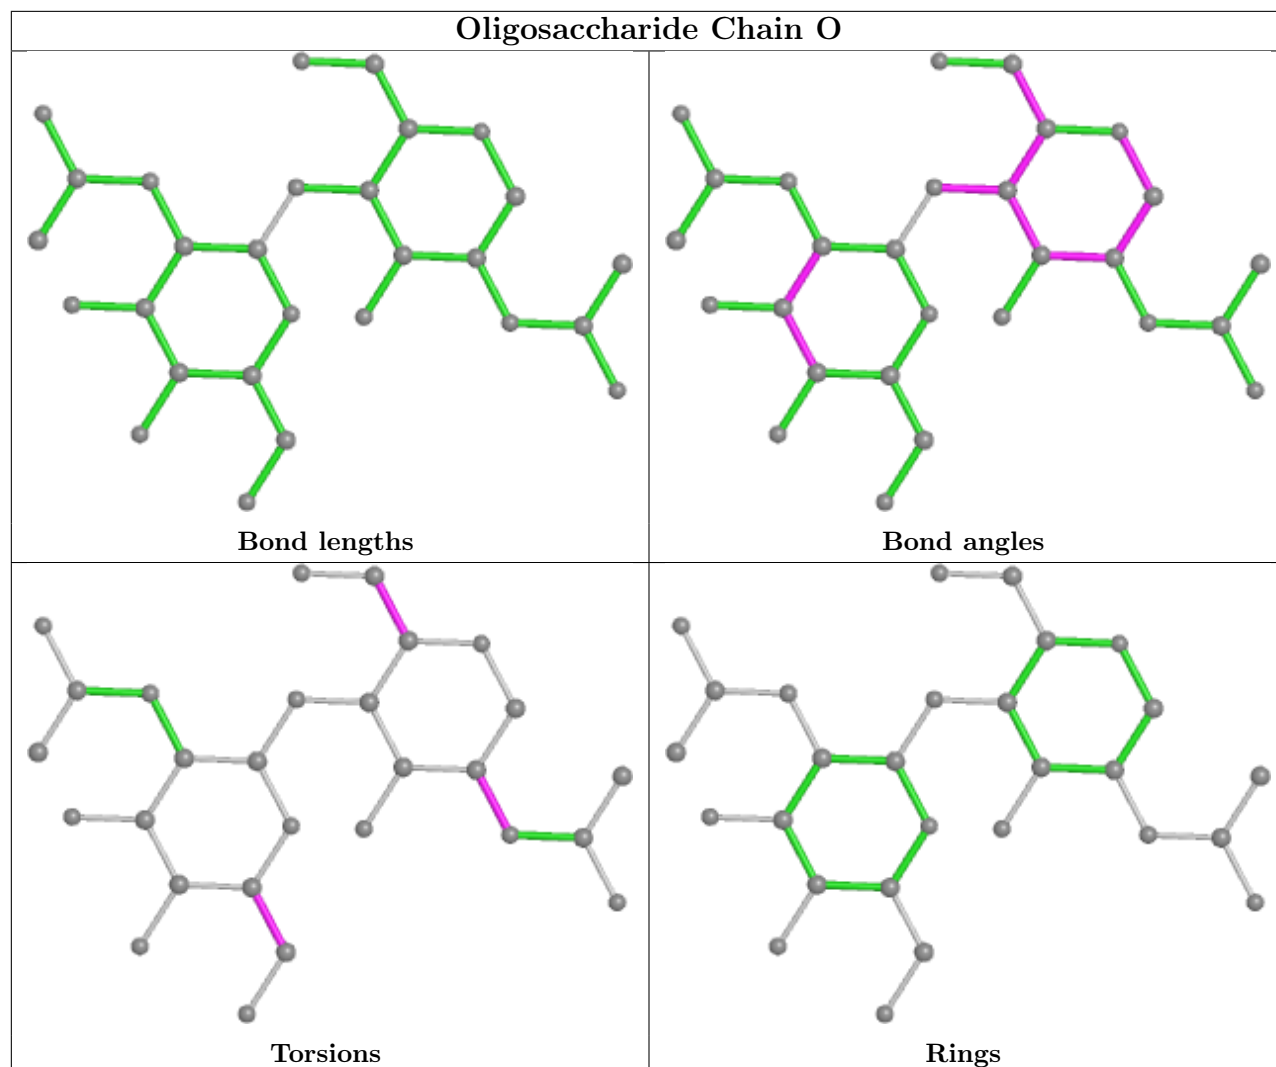 Oligosaccharide Chain O
Bond lengths
Bond angles
Torsions
Rings